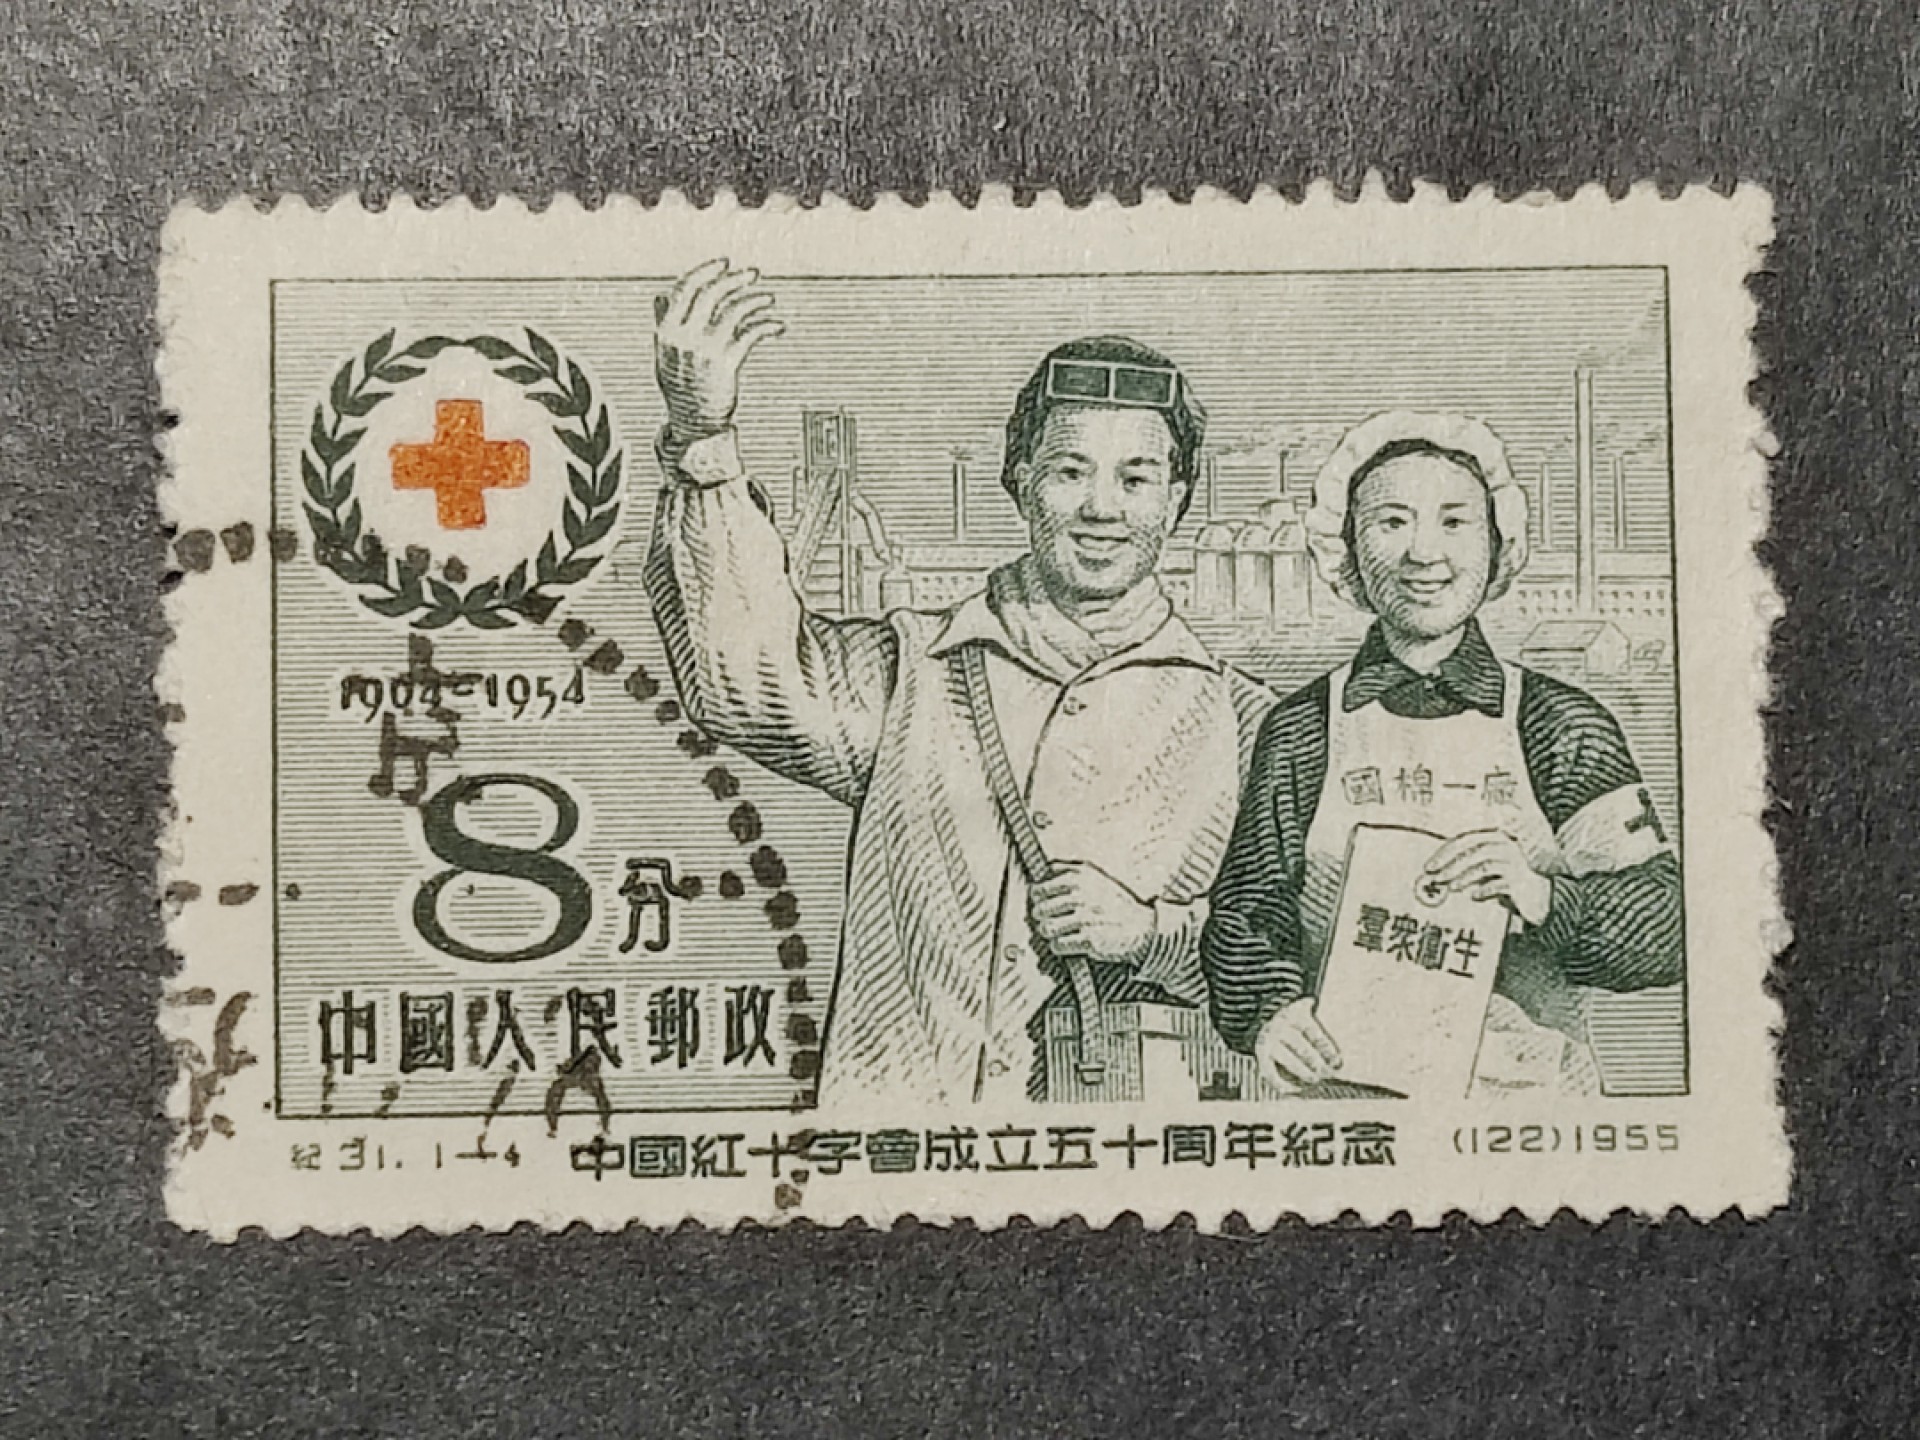 1904-1954
8分
中國人民郵政
國棉一廠
羣衆衛生
紀31.1-4 中國紅十字會成立五十周年紀念 (122)1955